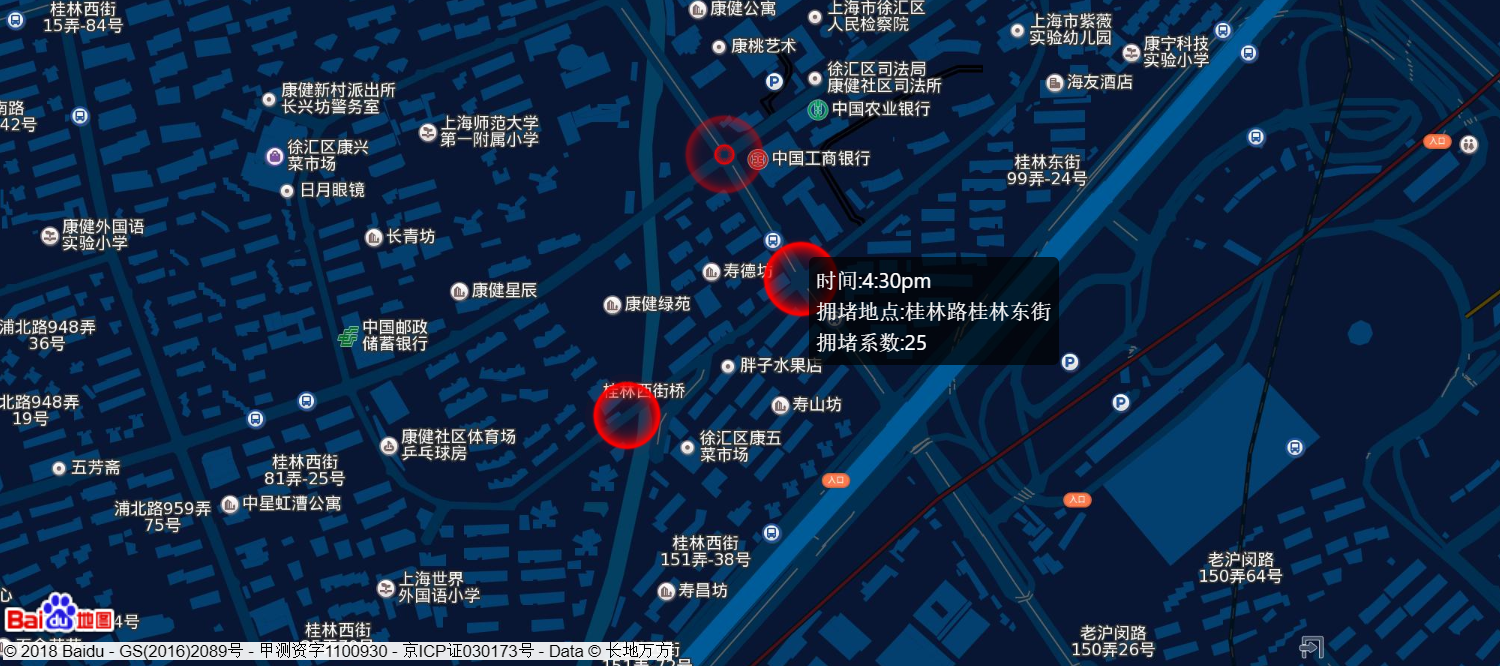 桂林西街
15弄-84号
康健公寓
上海市徐汇区
人民检察院
上海市紫薇
实验幼儿园
康桃艺术
康宁科技
实验小学
徐汇区司法局
康健社区司法所
海友酒店
P
康健新村派出所
长兴坊警务室
南路
42号
中国农业银行
上海师范大学
第一附属小学
入口
徐汇区康兴
菜市场
中国工商银行
桂林东街
99弄-24号
日月眼镜
康健外国语
实验小学
长青坊
寿德坊
时间:4:30pm
拥堵地点:桂林路桂林东街
拥堵系数:25
康健星辰
康健绿苑
浦北路948弄
36号
中国邮政
储蓄银行
胖子水果店
P
桂林西街桥
北路948弄
19号
寿山坊
P
康健社区体育场
乒乓球房
徐汇区康五
菜市场
五芳斋
桂林西街
81弄-25号
入口
入口
浦北路959弄
75号
中星虹漕公寓
桂林西街
151弄-38号
老沪闵路
150弄64号
上海世界
外国语小学
寿昌坊
心
Bai du 地图
4号
桂林西街
老沪闵路
150弄26号
© 2018 Baidu - GS(2016)2089号 - 甲测资字1100930 - 京ICP证030173号 - Data © 长地万方